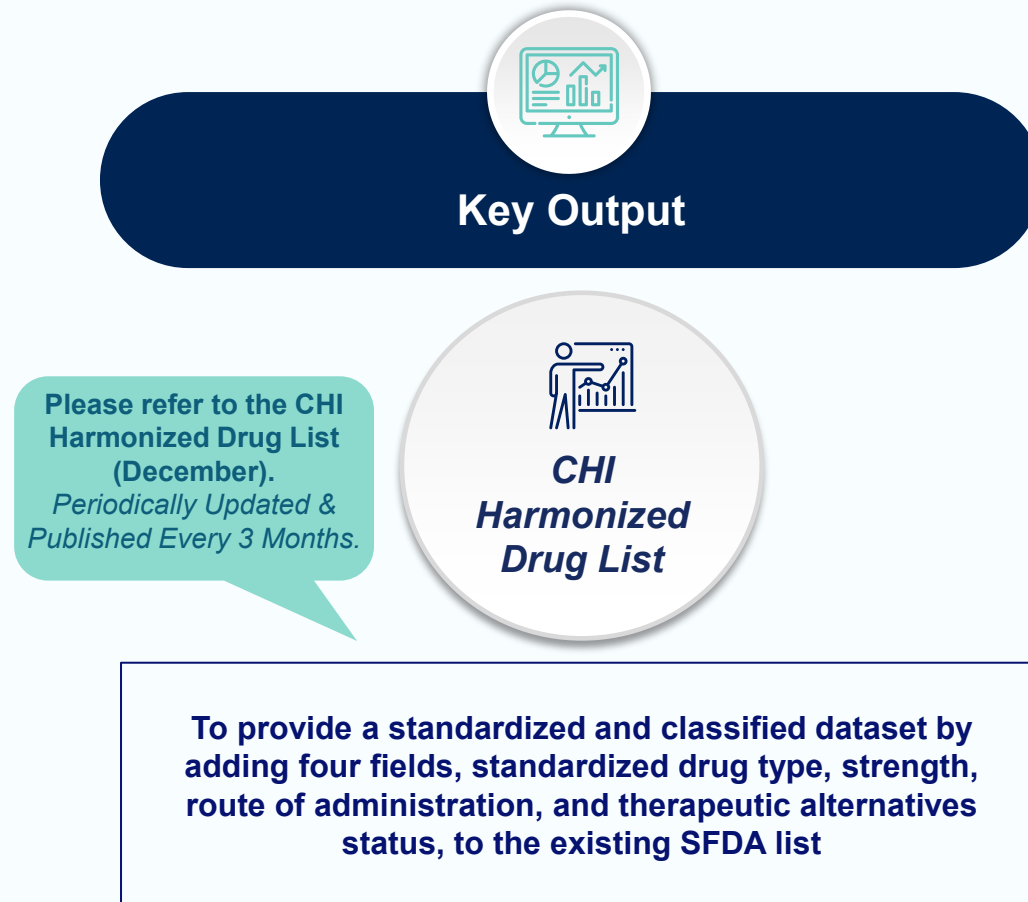 Key Output
CHI
Harmonized
Drug List
Please refer to the CHI
Harmonized Drug List
(December).
Periodically Updated &
Published Every 3 Months.
To provide a standardized and classified dataset by
adding four fields, standardized drug type, strength,
route of administration, and therapeutic alternatives
status, to the existing SFDA list